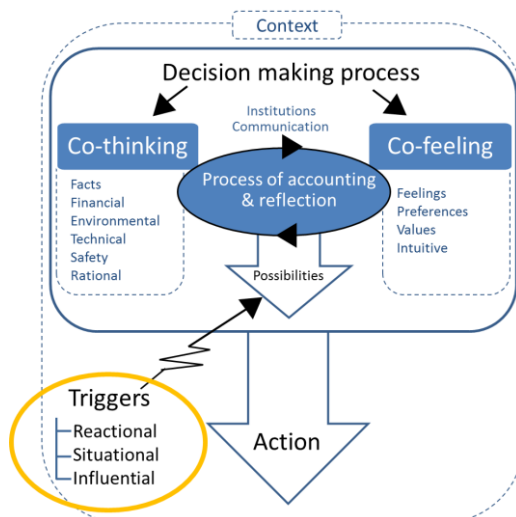 Context
Decision making process
Institutions
Communication
Co-thinking
Co-feeling
Process of accounting
& reflection
Facts
Financial
Environmental
Technical
Safety
Rational
Feelings
Preferences
Values
Intuitive
Possibilities
Triggers
Reactional
Situational
Influential
Action